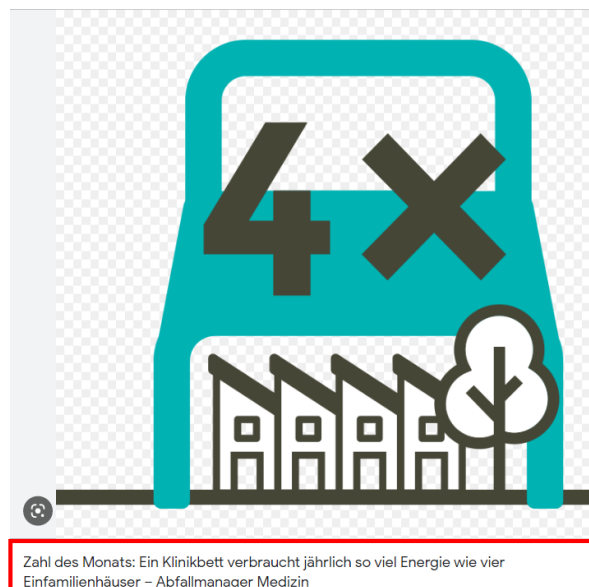 4×
Zahl des Monats: Ein Klinikbett verbraucht jährlich so viel Energie wie vier
Einfamilienhäuser – Abfallmanager Medizin